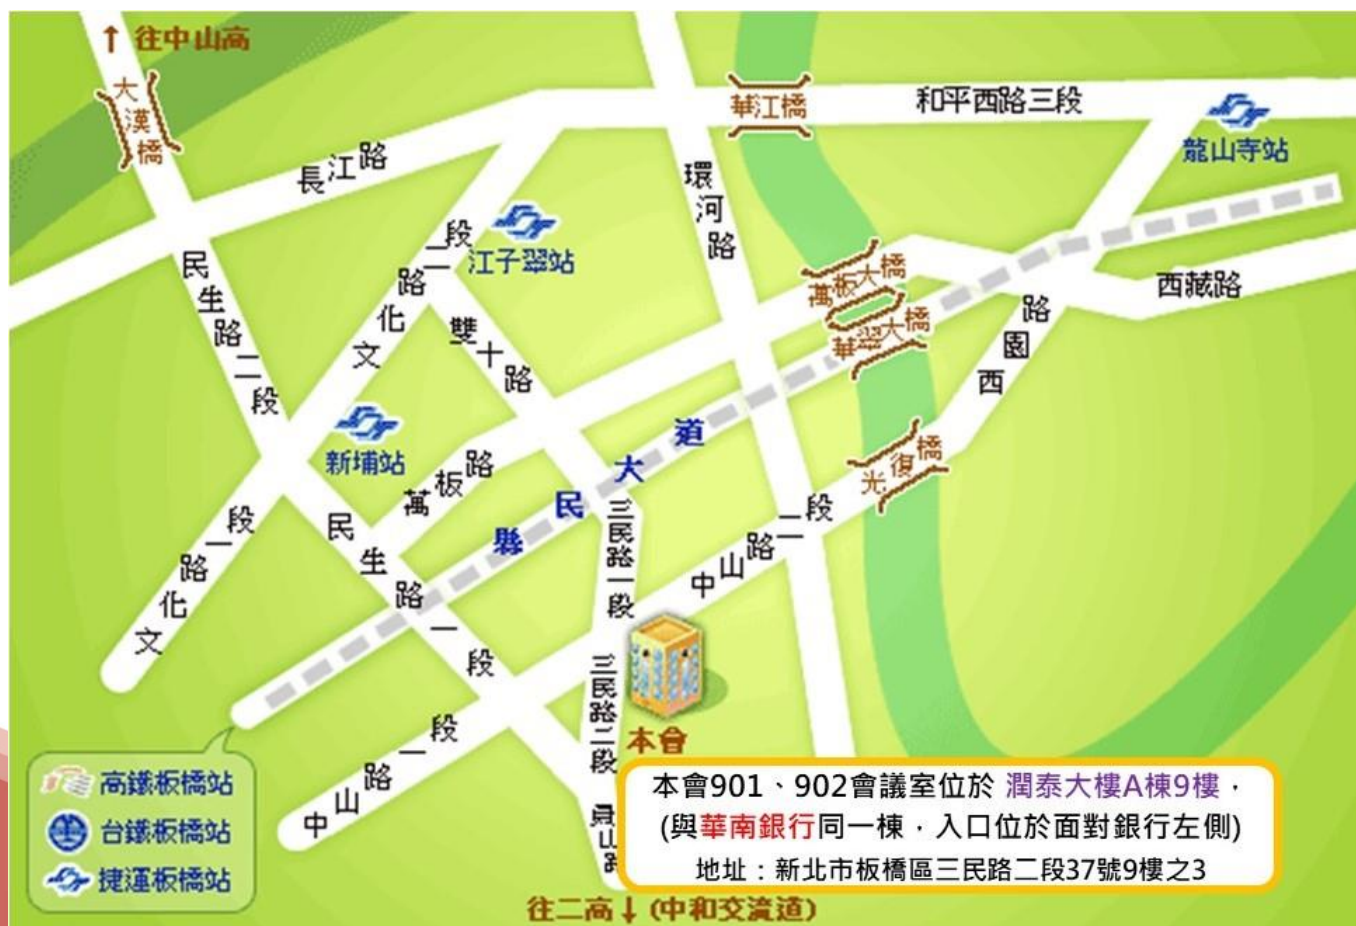 ↑ 往中山高
大漢橋
華江橋
和平西路三段
龍山寺站
長江路
環河路
文化路二段
江子翠站
民生路二段
雙十路
萬板大橋
華翠大橋
西藏路
西園路
新埔站
萬板路
縣民大道
光復橋
文化路一段
民生路一段
三民路一段
中山路二段
三民路二段
本會
中山路一段
高鐵板橋站
台鐵板橋站
捷運板橋站
本會901、902會議室位於 潤泰大樓A棟9樓，
(與華南銀行同一棟，入口位於面對銀行左側)
地址：新北市板橋區三民路二段37號9樓之3
往二高↓(中和交流道)